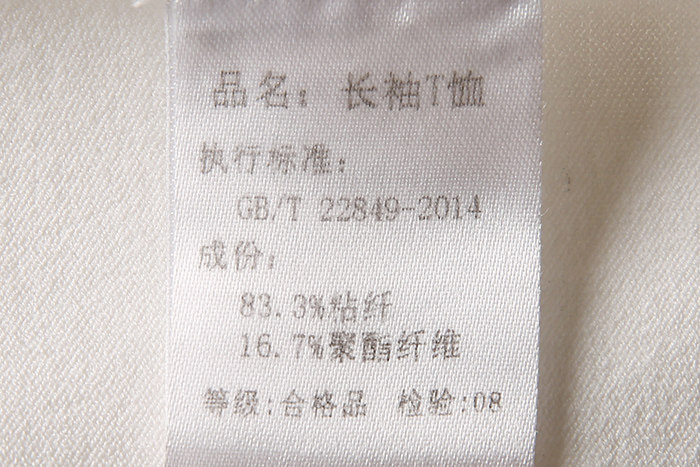 品名：长袖T恤
执行标准：
GB/T 22849-2014
成份：
83.3%粘纤
16.7%聚酯纤维
等级:合格品 检验:08